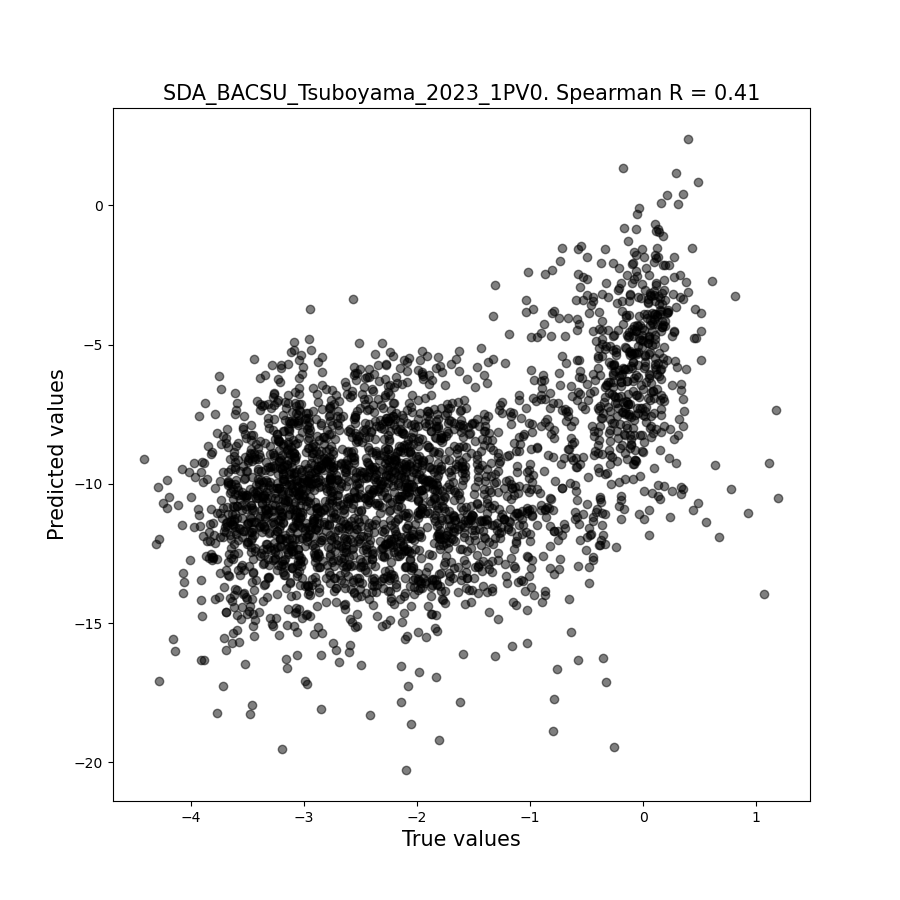 SDA_BACSU_Tsuboyama_2023_1PV0. Spearman R = 0.41
0
−5
−10
−15
−20
Predicted values
−4 −3 −2 −1 0 1
True values